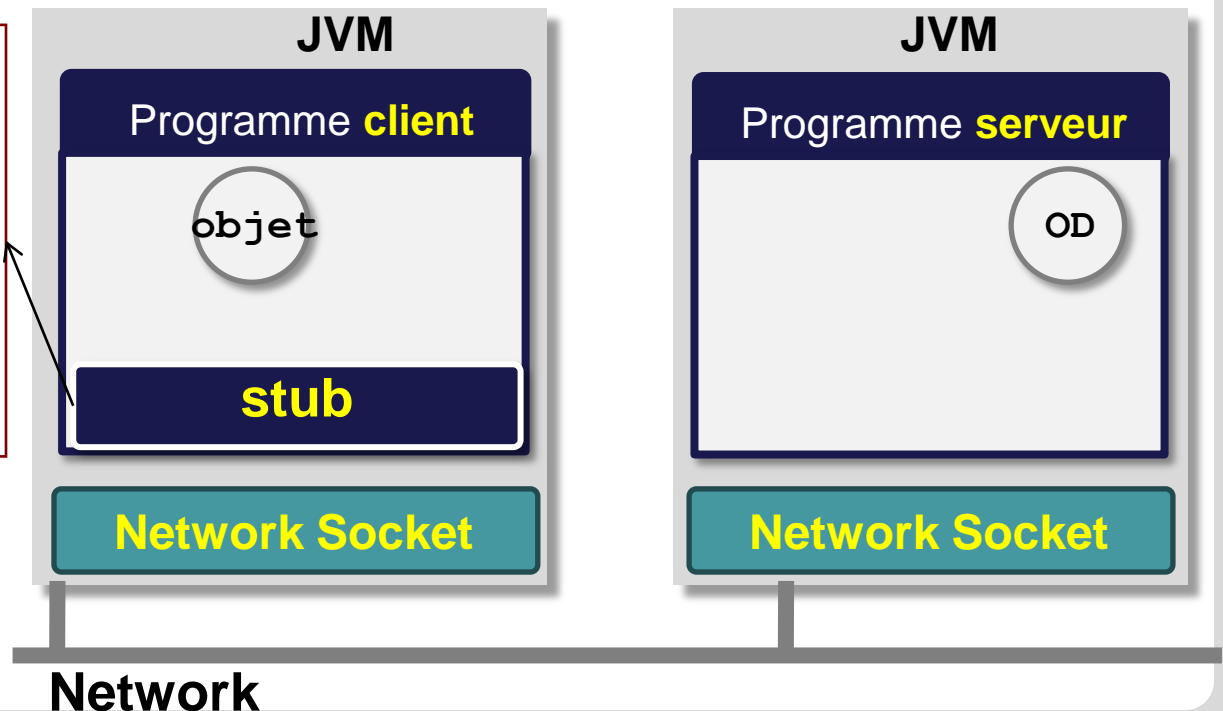 JVM
Programme client
objet
stub
Network Socket
JVM
Programme serveur
OD
Network Socket
Network